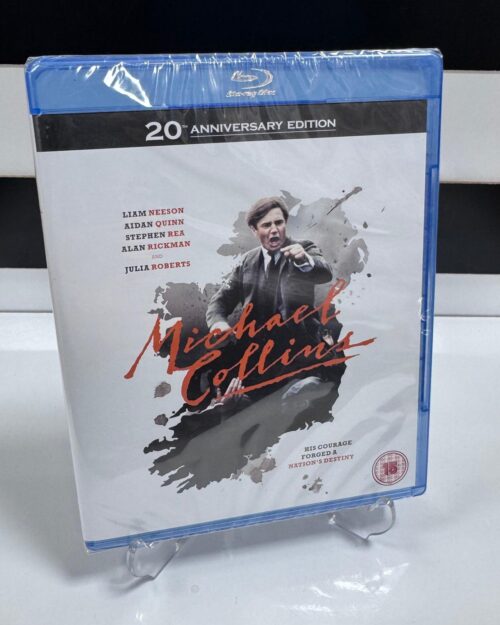 Blu-ray Disc
20TH ANNIVERSARY EDITION
LIAM NEESON
AIDAN QUINN
STEPHEN REA
ALAN RICKMAN
AND
JULIA ROBERTS
Michael
Collins
HIS COURAGE
FORGED A
NATION'S DESTINY
15